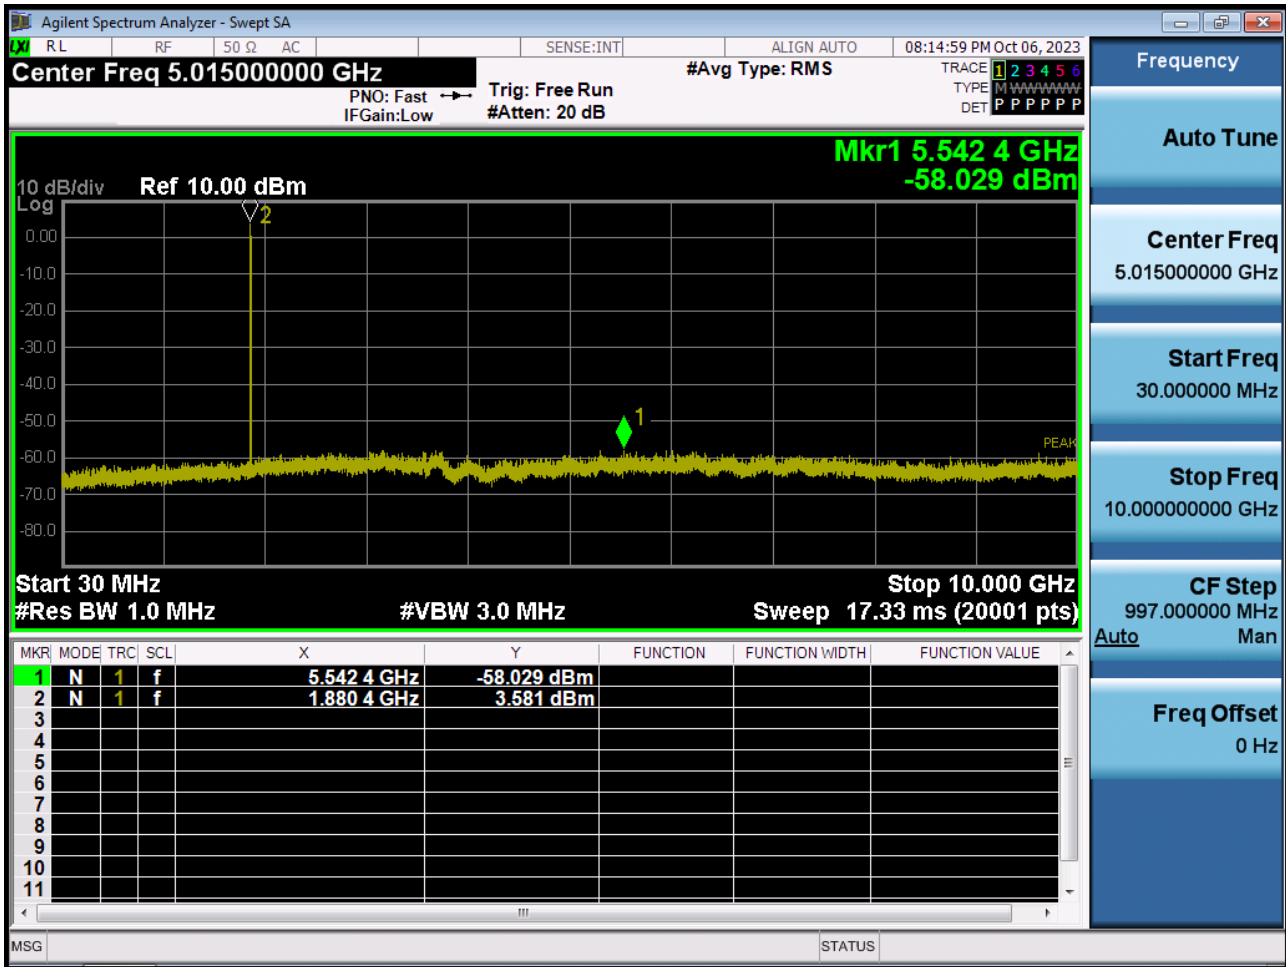 Agilent Spectrum Analyzer - Swept SA
LXI RL RF 50 Ω AC SENSE:INT ALIGN AUTO 08:14:59 PM Oct 06, 2023
Center Freq 5.015000000 GHz
PNO: Fast
IFGain:Low
Trig: Free Run
#Atten: 20 dB
#Avg Type: RMS
TRACE 1 2 3 4 5 6
TYPE M W W W W W
DET P P P P P P
Mkr1 5.542 4 GHz
-58.029 dBm
10 dB/div Ref 10.00 dBm
Log
2
0.00
-10.0
-20.0
-30.0
-40.0
-50.0
1
PEAK
-60.0
-70.0
-80.0
Start 30 MHz Stop 10.000 GHz
#Res BW 1.0 MHz #VBW 3.0 MHz Sweep 17.33 ms (20001 pts)
MKR MODE TRC SCL X Y FUNCTION FUNCTION WIDTH FUNCTION VALUE
1 N 1 f 5.542 4 GHz -58.029 dBm
2 N 1 f 1.880 4 GHz 3.581 dBm
3
4
5
6
7
8
9
10
11
MSG STATUS
Frequency
Auto Tune
Center Freq
5.015000000 GHz
Start Freq
30.000000 MHz
Stop Freq
10.000000000 GHz
CF Step
997.000000 MHz
Auto Man
Freq Offset
0 Hz